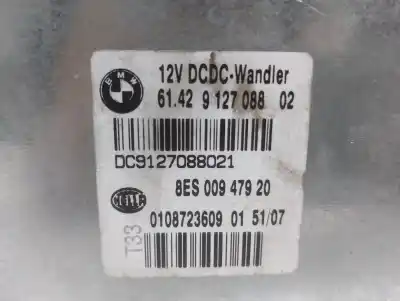 BMW
12V DCDC-Wandler
61.42 9 127 088 02
DC9127088021
8ES 009 479 20
0108723609 01 51/07
T33